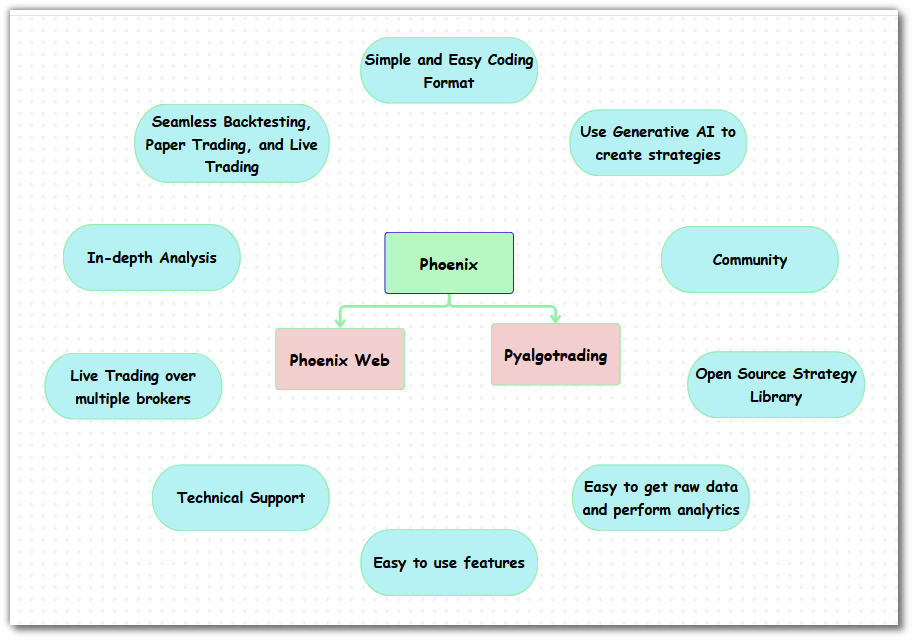 Simple and Easy Coding
Format
Seamless Backtesting,
Paper Trading, and Live
Trading
Use Generative AI to
create strategies
In-depth Analysis
Phoenix
Community
Phoenix Web
Pyalgotrading
Live Trading over
multiple brokers
Open Source Strategy
Library
Technical Support
Easy to get raw data
and perform analytics
Easy to use features